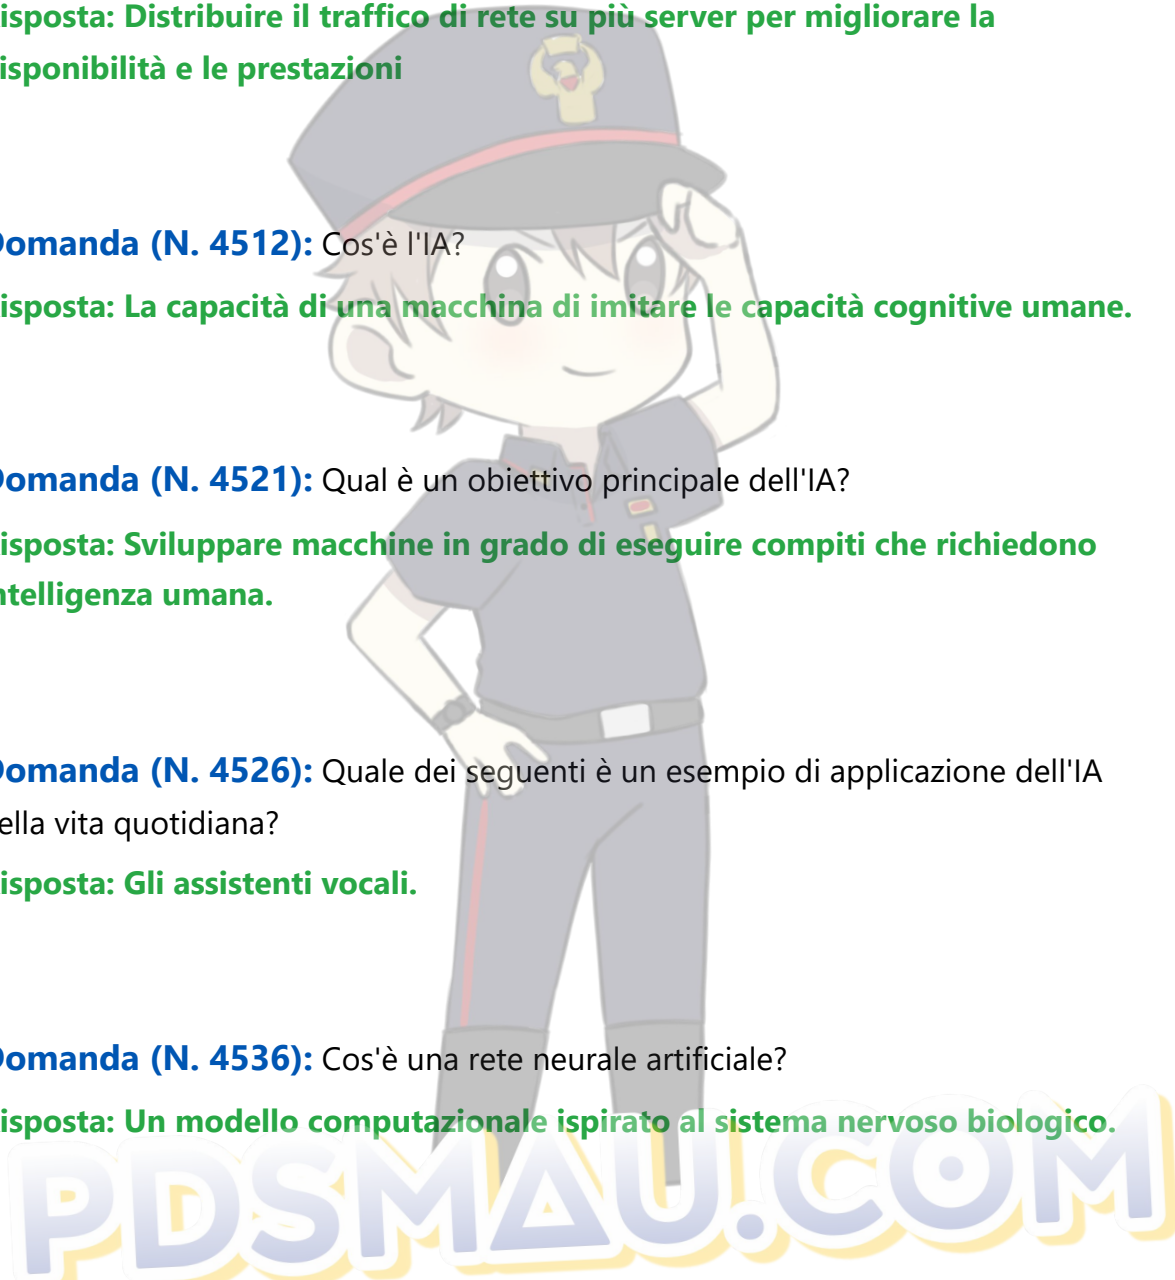 isposta: Distribuire il traffico di rete su più server per migliorare la
isponibilità e le prestazioni
Domanda (N. 4512): Cos'è l'IA?
isposta: La capacità di una macchina di imitare le capacità cognitive umane.
Domanda (N. 4521): Qual è un obiettivo principale dell'IA?
isposta: Sviluppare macchine in grado di eseguire compiti che richiedono
ntelligenza umana.
Domanda (N. 4526): Quale dei seguenti è un esempio di applicazione dell'IA
ella vita quotidiana?
isposta: Gli assistenti vocali.
Domanda (N. 4536): Cos'è una rete neurale artificiale?
isposta: Un modello computazionale ispirato al sistema nervoso biologico.
PDSMAU.COM